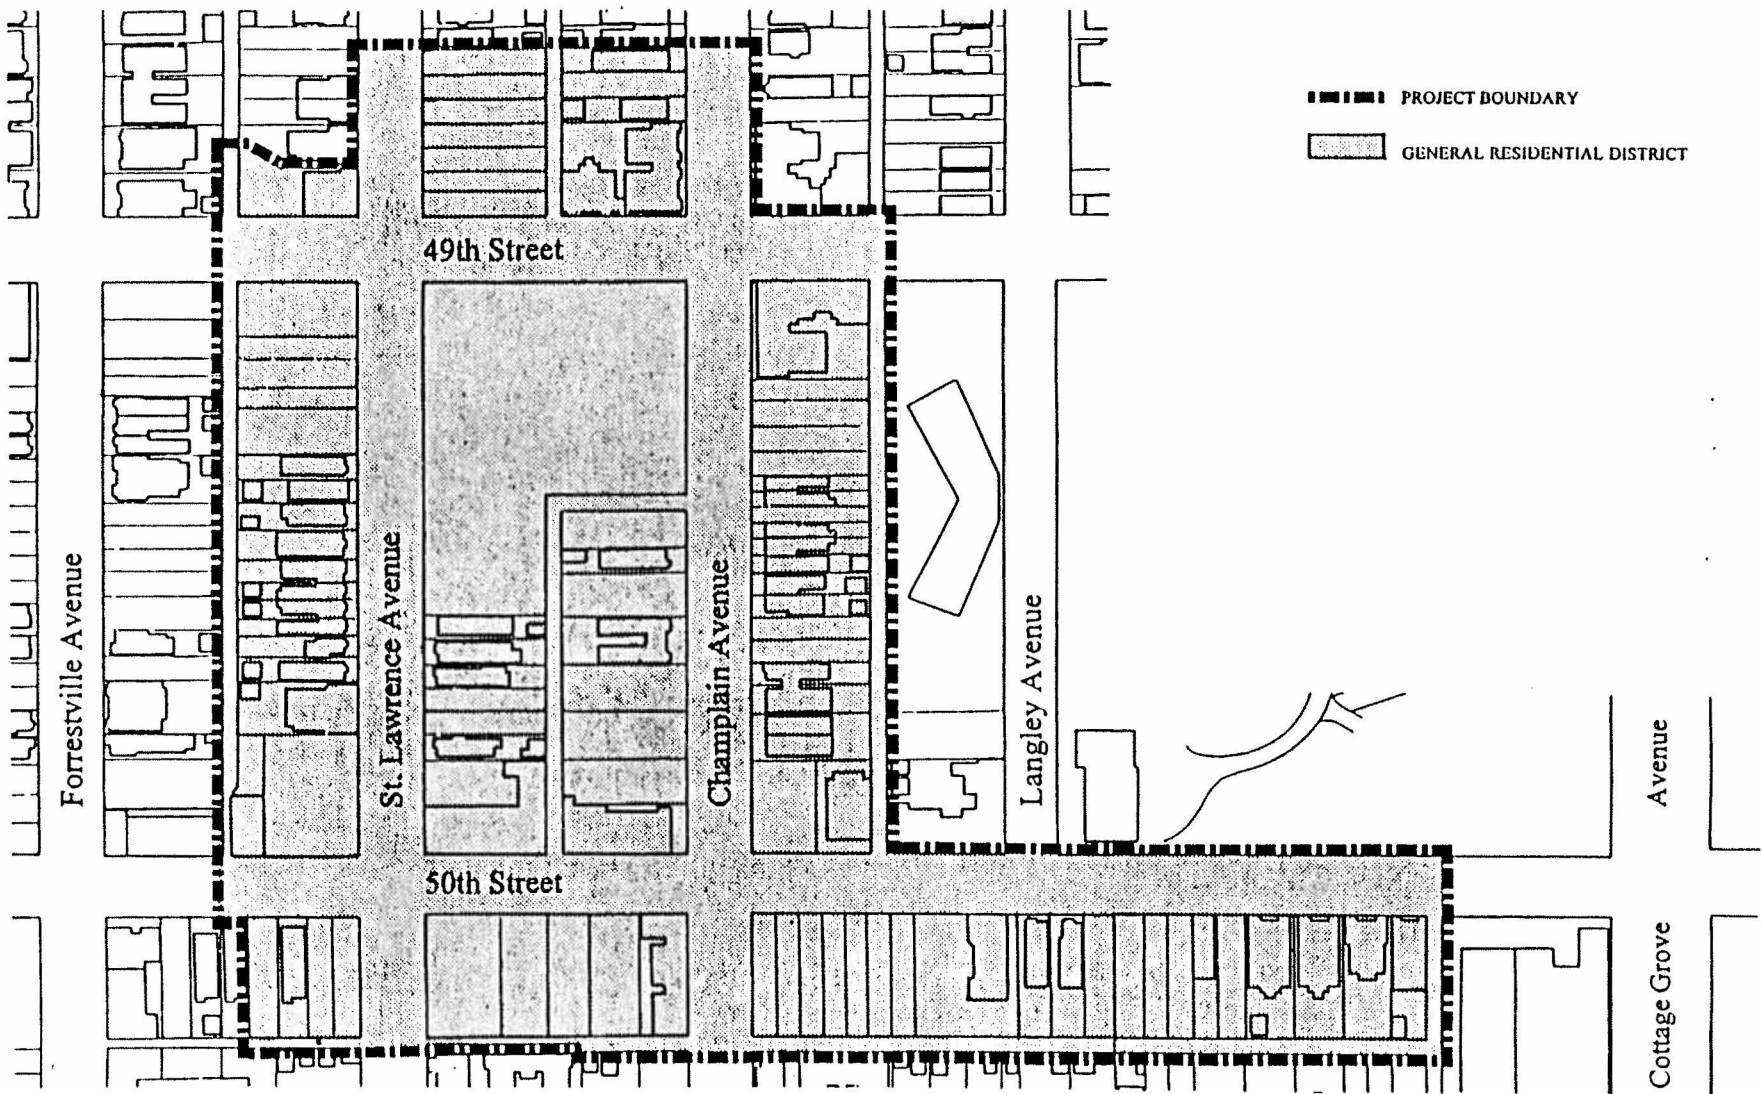 PROJECT BOUNDARY
GENERAL RESIDENTIAL DISTRICT
49th Street
Forrestville Avenue
St. Lawrence Avenue
Champlain Avenue
Langley Avenue
Avenue
50th Street
Cottage Grove